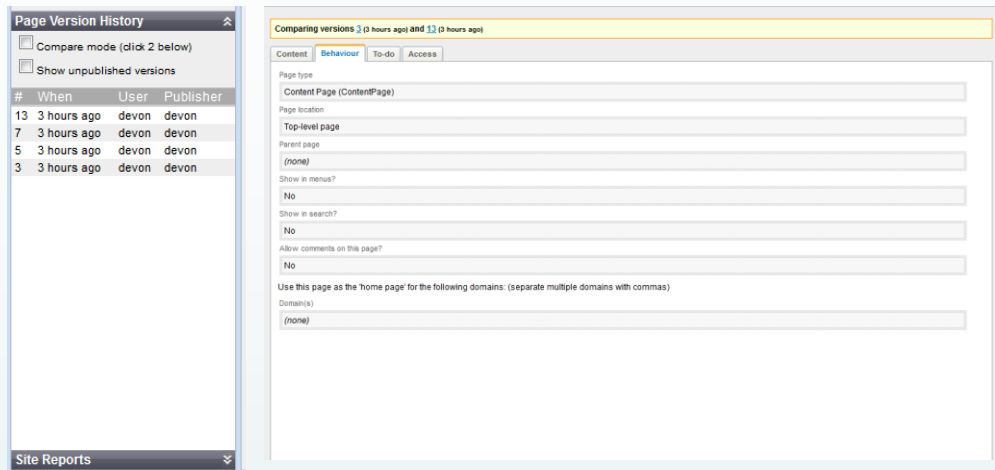 Page Version History
Compare mode (click 2 below)
Show unpublished versions
# When User Publisher
13 3 hours ago devon devon
7 3 hours ago devon devon
5 3 hours ago devon devon
3 3 hours ago devon devon
Site Reports
Comparing versions 3 (3 hours ago) and 13 (3 hours ago)
Content Behaviour To-do Access
Page type
Content Page (ContentPage)
Page location
Top-level page
Parent page
(none)
Show in menus?
No
Show in search?
No
Allow comments on this page?
No
Use this page as the 'home page' for the following domains: (separate multiple domains with commas)
Domain(s)
(none)